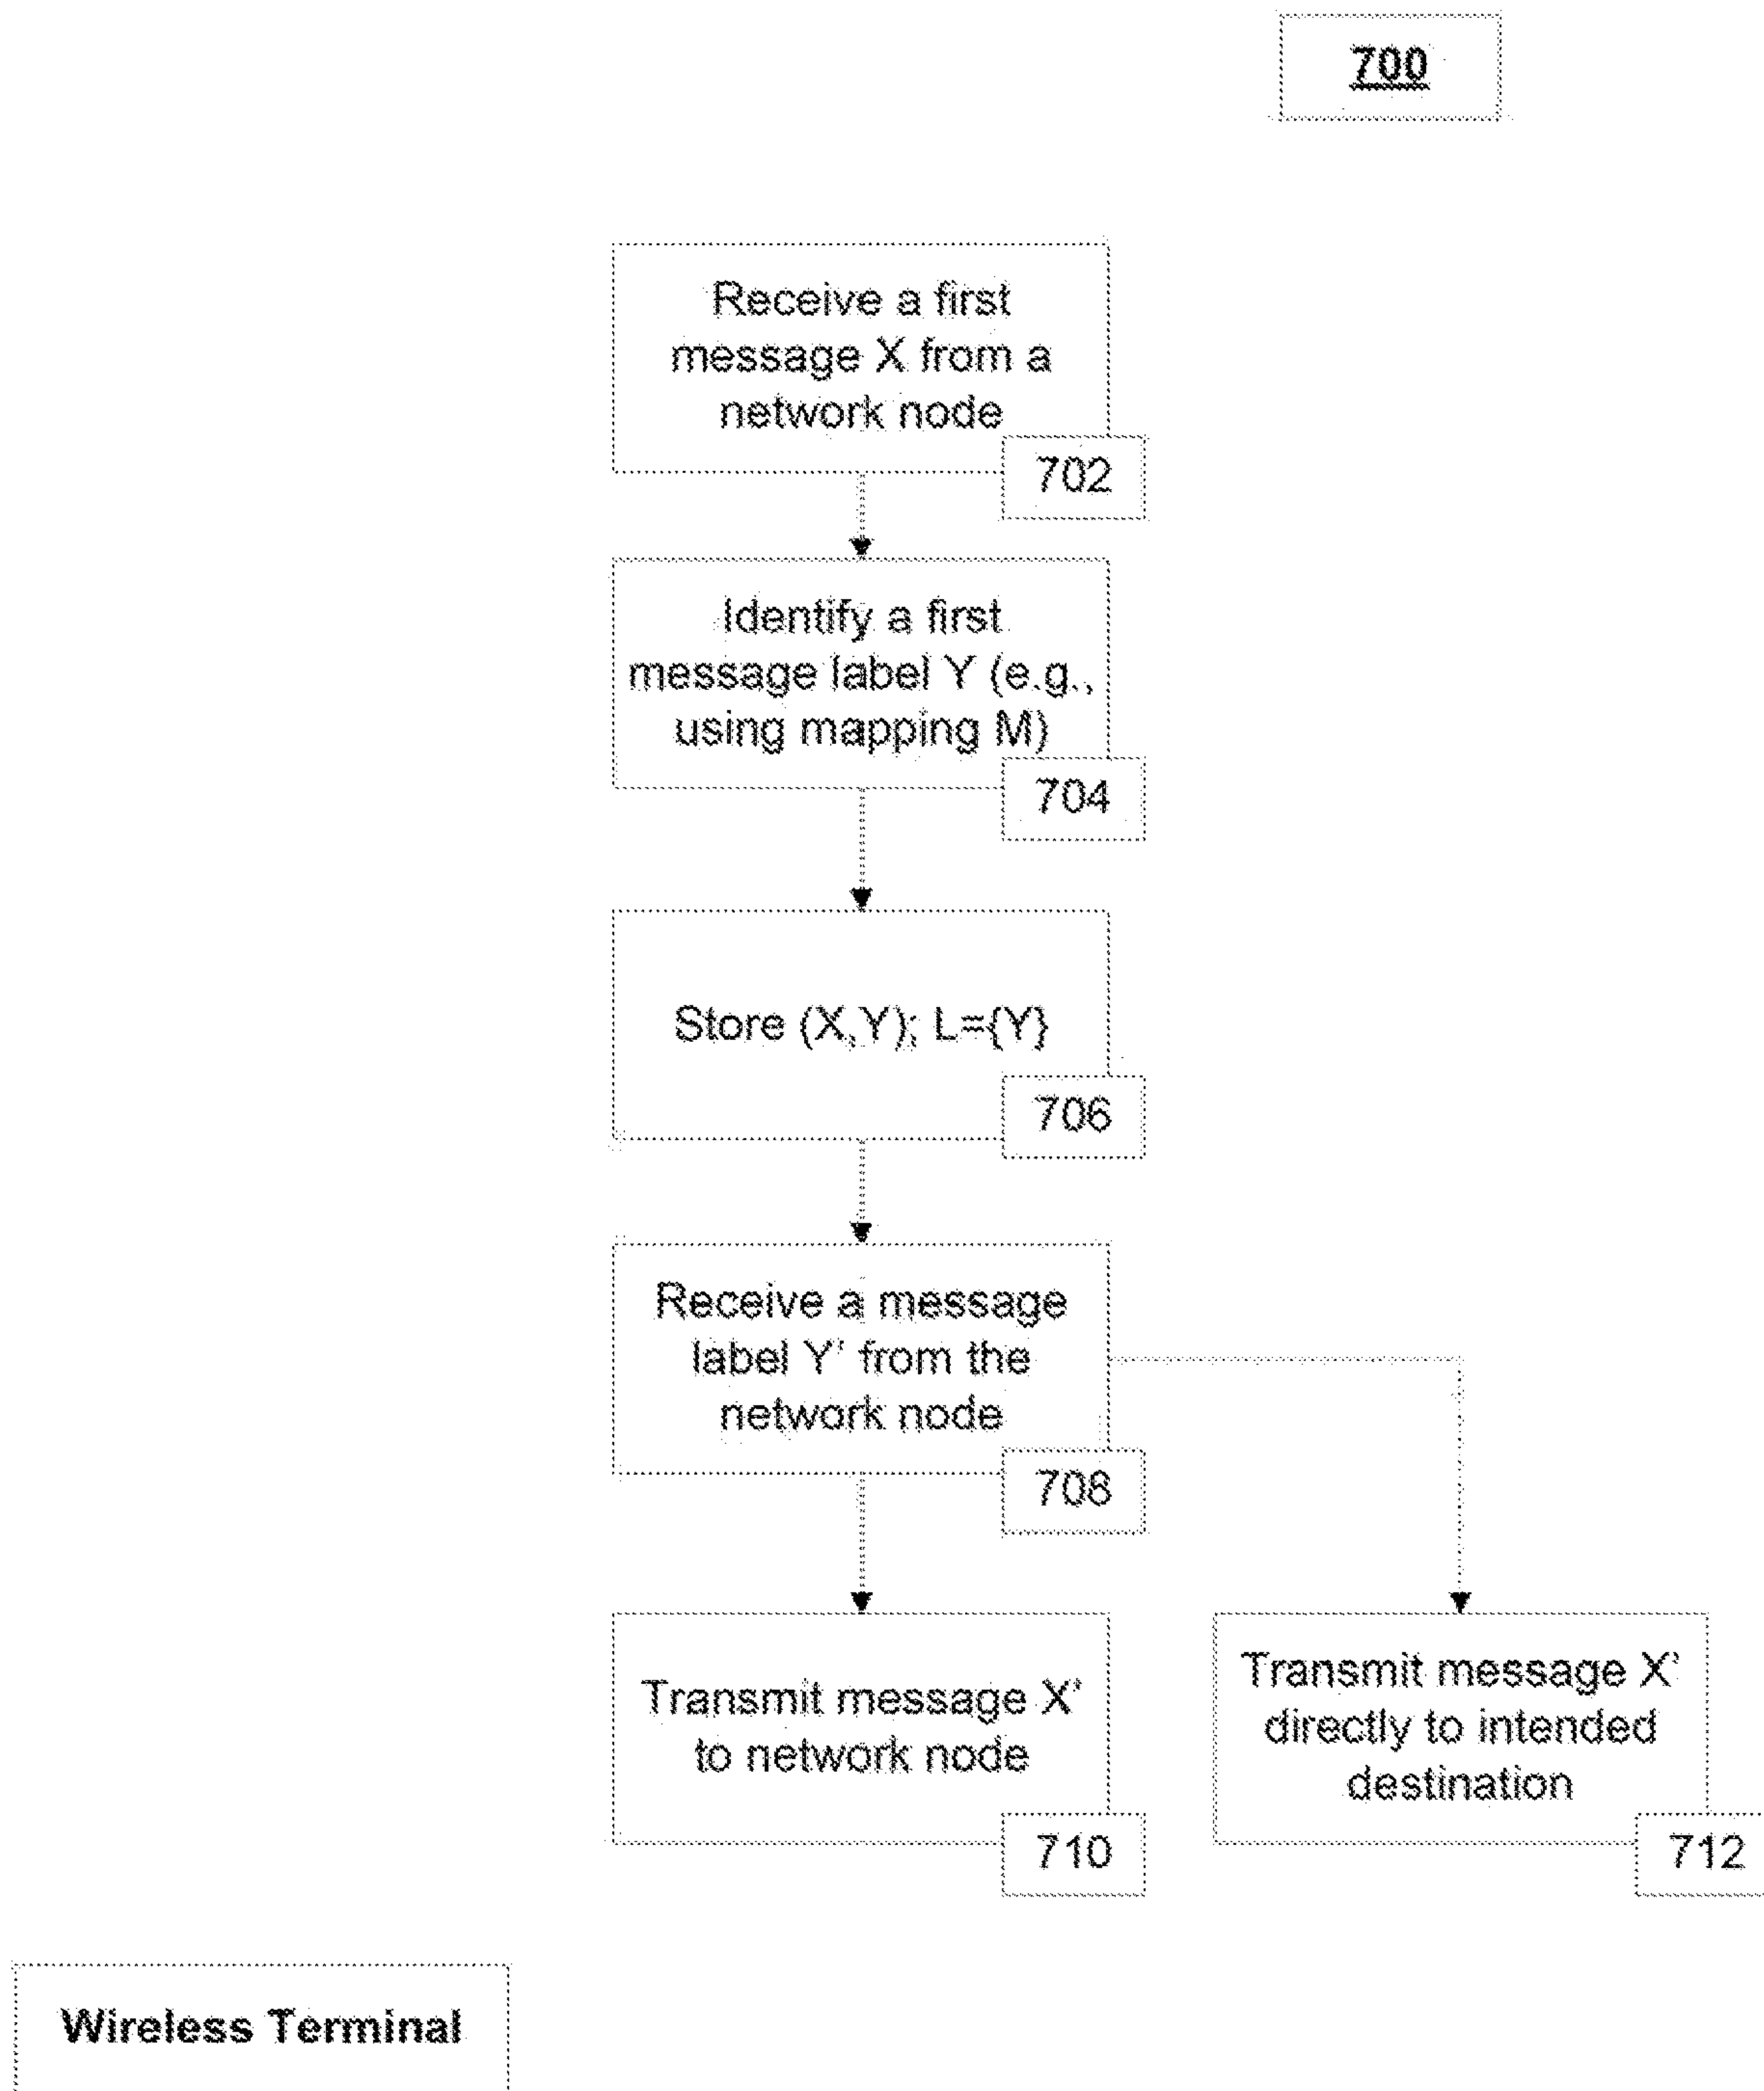 700
Receive a first
message X from a
network node
702
Identify a first
message label Y (e.g.,
using mapping M)
704
Store (X,Y); L={Y}
706
Receive a message
label Y' from the
network node
708
Transmit message X'
to network node
710
Transmit message X'
directly to intended
destination
712
Wireless Terminal